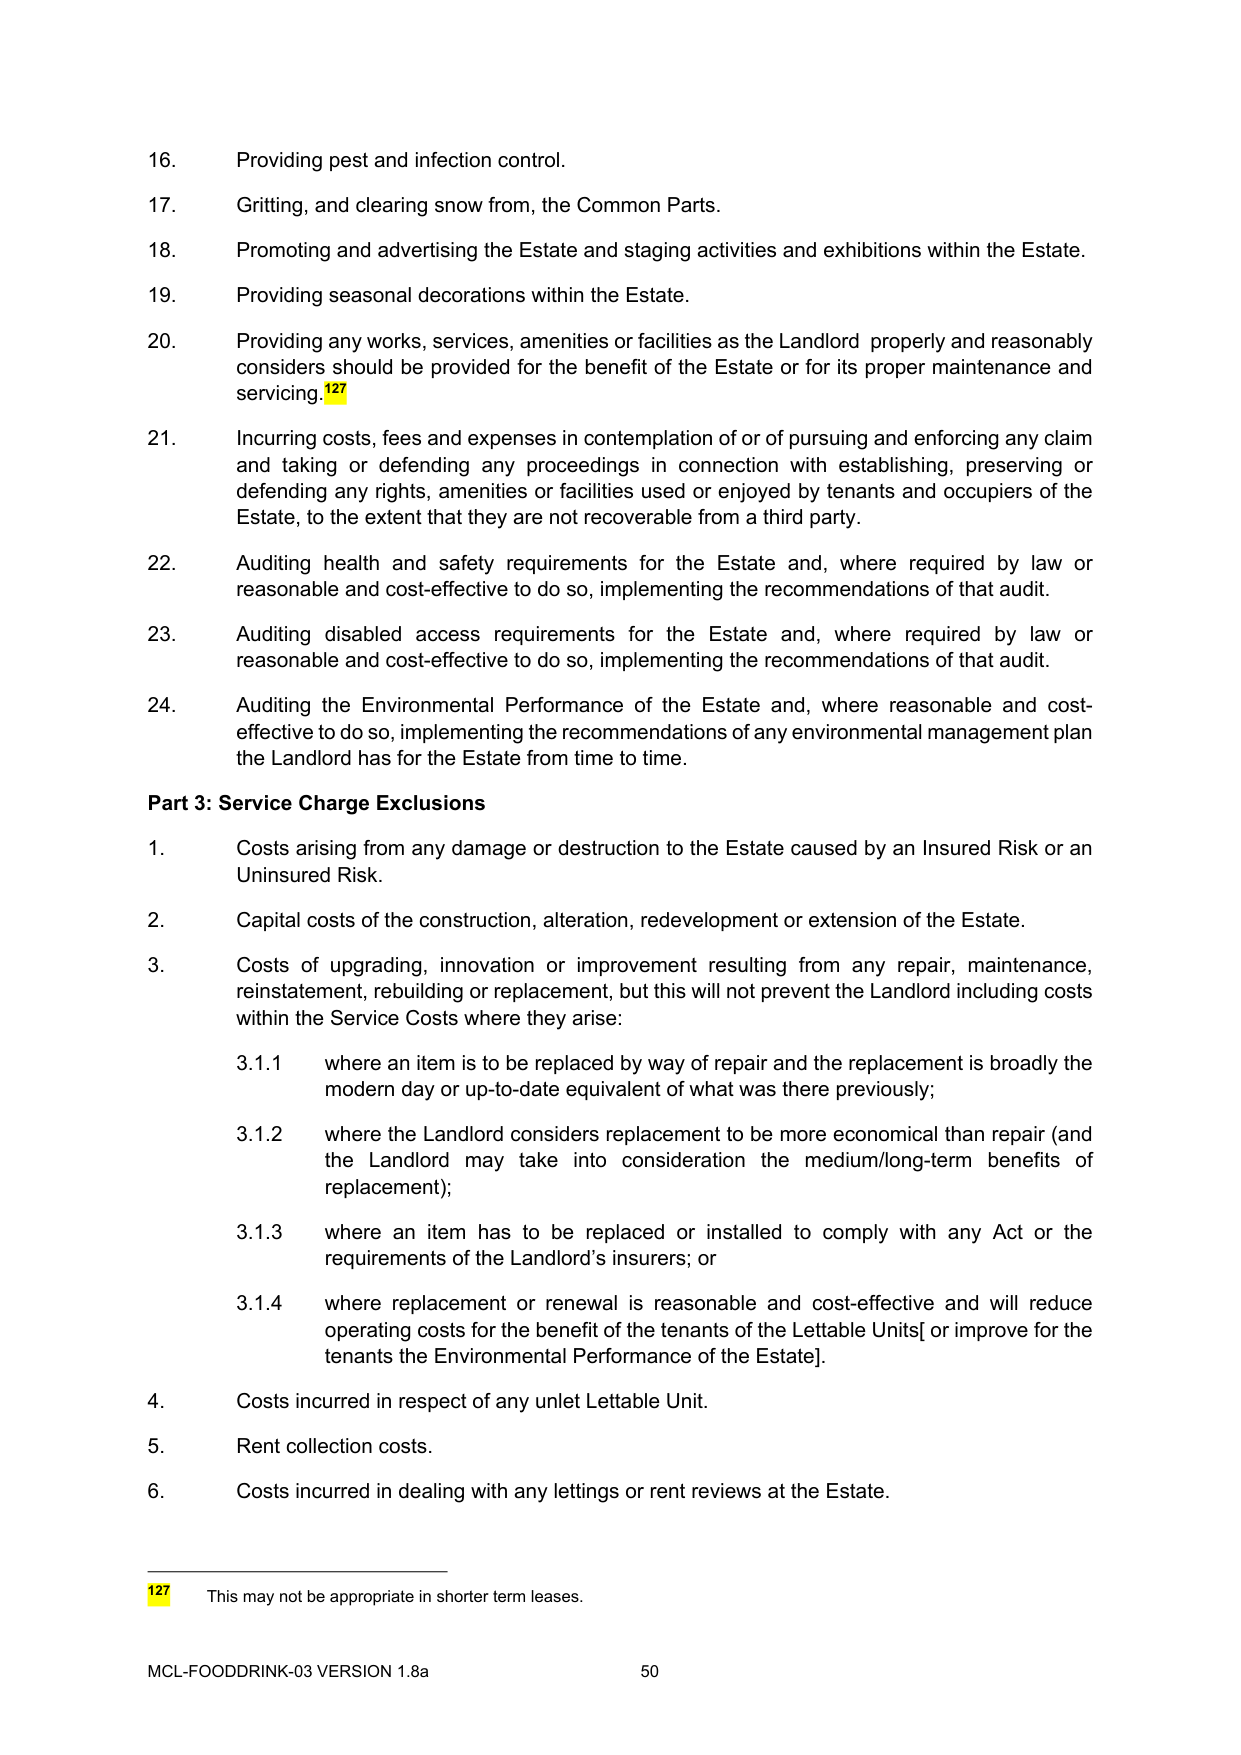 16. Providing pest and infection control.
17. Gritting, and clearing snow from, the Common Parts.
18. Promoting and advertising the Estate and staging activities and exhibitions within the Estate.
19. Providing seasonal decorations within the Estate.
20. Providing any works, services, amenities or facilities as the Landlord  properly and reasonably
considers should be provided for the benefit of the Estate or for its proper maintenance and
servicing.127
21. Incurring costs, fees and expenses in contemplation of or of pursuing and enforcing any claim
and taking or defending any proceedings in connection with establishing, preserving or
defending any rights, amenities or facilities used or enjoyed by tenants and occupiers of the
Estate, to the extent that they are not recoverable from a third party.
22. Auditing health and safety requirements for the Estate and, where required by law or
reasonable and cost-effective to do so, implementing the recommendations of that audit.
23. Auditing disabled access requirements for the Estate and, where required by law or
reasonable and cost-effective to do so, implementing the recommendations of that audit.
24. Auditing the Environmental Performance of the Estate and, where reasonable and cost-
effective to do so, implementing the recommendations of any environmental management plan
the Landlord has for the Estate from time to time.
Part 3: Service Charge Exclusions
1. Costs arising from any damage or destruction to the Estate caused by an Insured Risk or an
Uninsured Risk.
2. Capital costs of the construction, alteration, redevelopment or extension of the Estate.
3. Costs of upgrading, innovation or improvement resulting from any repair, maintenance,
reinstatement, rebuilding or replacement, but this will not prevent the Landlord including costs
within the Service Costs where they arise:
3.1.1 where an item is to be replaced by way of repair and the replacement is broadly the
modern day or up-to-date equivalent of what was there previously;
3.1.2 where the Landlord considers replacement to be more economical than repair (and
the Landlord may take into consideration the medium/long-term benefits of
replacement);
3.1.3 where an item has to be replaced or installed to comply with any Act or the
requirements of the Landlord’s insurers; or
3.1.4 where replacement or renewal is reasonable and cost-effective and will reduce
operating costs for the benefit of the tenants of the Lettable Units[ or improve for the
tenants the Environmental Performance of the Estate].
4. Costs incurred in respect of any unlet Lettable Unit.
5. Rent collection costs.
6. Costs incurred in dealing with any lettings or rent reviews at the Estate.
127 This may not be appropriate in shorter term leases.
MCL-FOODDRINK-03 VERSION 1.8a 50